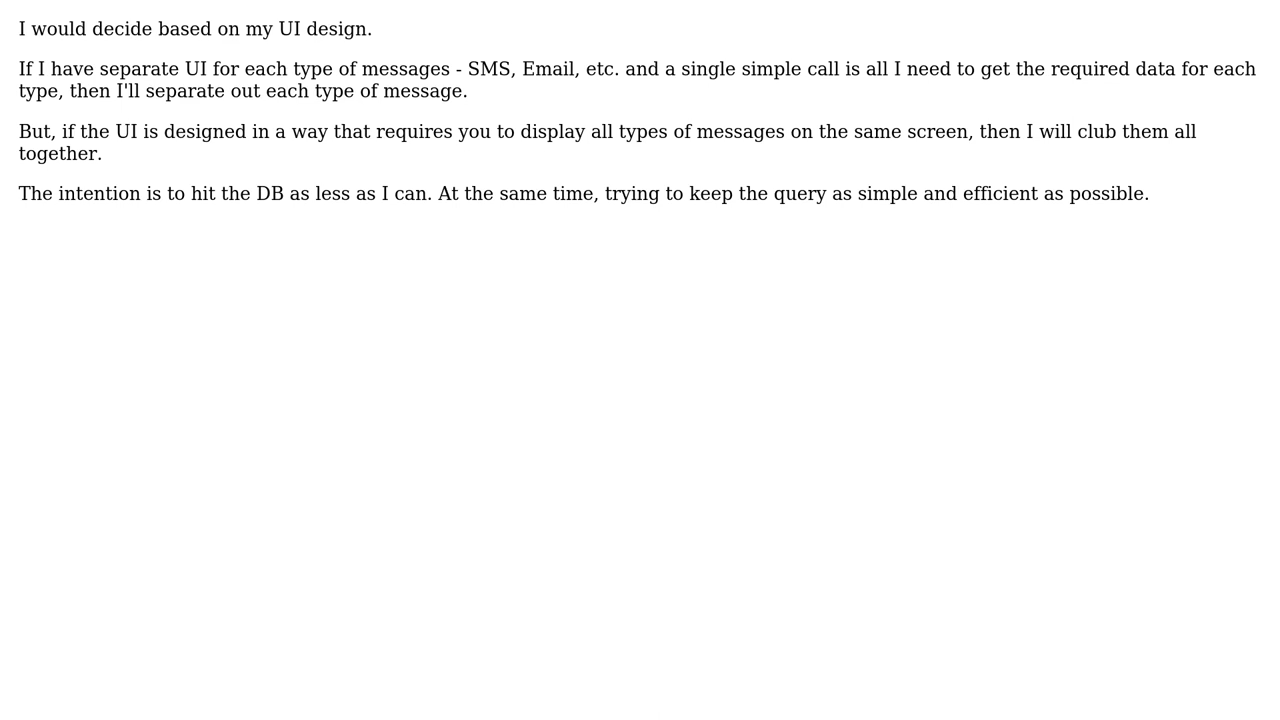 I would decide based on my UI design.
If I have separate UI for each type of messages - SMS, Email, etc. and a single simple call is all I need to get the required data for each
type, then I'll separate out each type of message.
But, if the UI is designed in a way that requires you to display all types of messages on the same screen, then I will club them all
together.
The intention is to hit the DB as less as I can. At the same time, trying to keep the query as simple and efficient as possible.